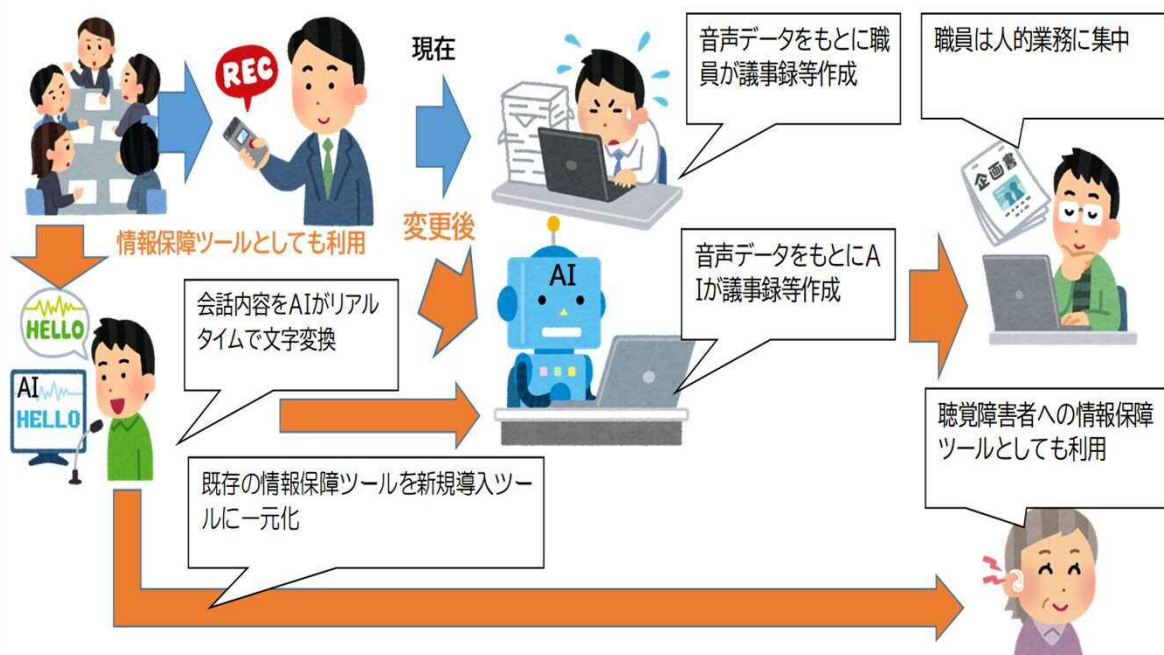 REC
現在
音声データをもとに職
員が議事録等作成
職員は人的業務に集中
企画書
変更後
情報保障ツールとしても利用
AI
音声データをもとにA
Iが議事録等作成
会話内容をAIがリアル
タイムで文字変換
HELLO
AI
HELLO
聴覚障害者への情報保障
ツールとしても利用
既存の情報保障ツールを新規導入ツー
ルに一元化